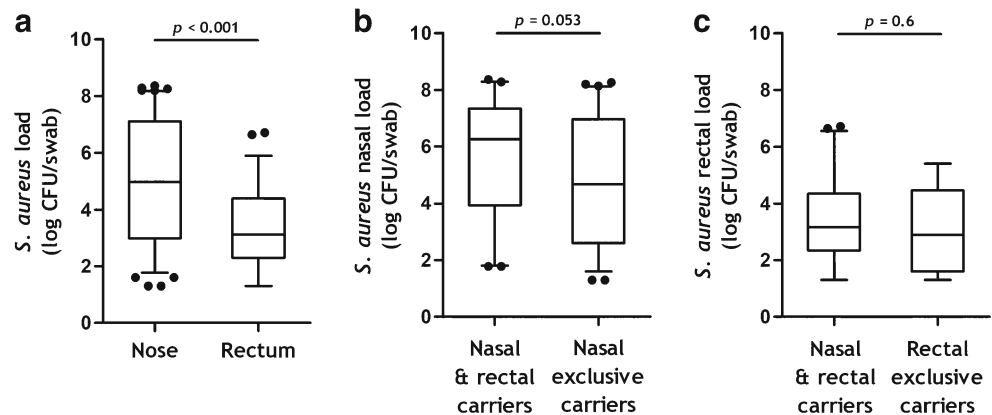 a
p < 0.001
S. aureus load
(log CFU/swab)
10
8
6
4
2
0
Nose
Rectum
b
p = 0.053
S. aureus nasal load
(log CFU/swab)
10
8
6
4
2
0
Nasal
& rectal
carriers
Nasal
exclusive
carriers
c
p = 0.6
S. aureus rectal load
(log CFU/swab)
10
8
6
4
2
0
Nasal
& rectal
carriers
Rectal
exclusive
carriers